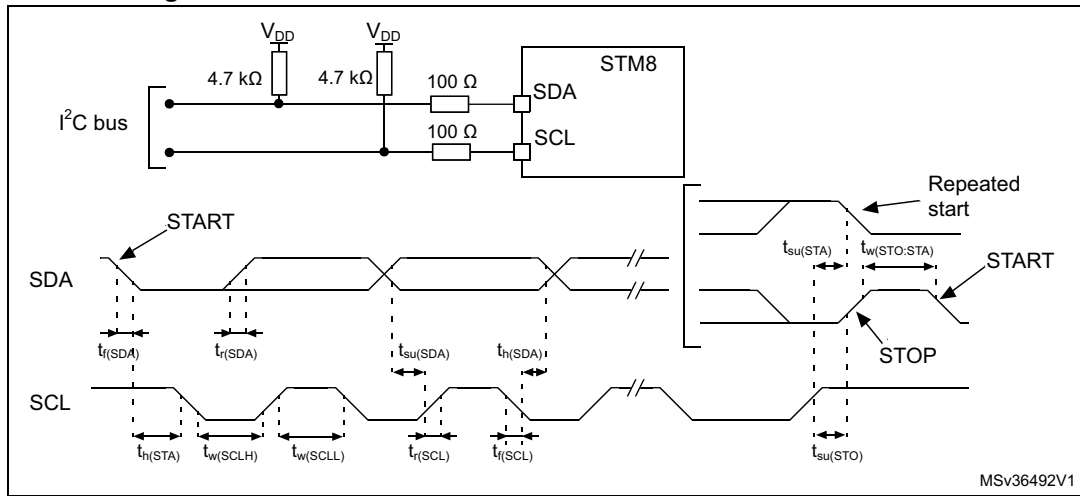 VDD VDD
4.7 kΩ 4.7 kΩ 100 Ω STM8
SDA
I²C bus
100 Ω
SCL
Repeated
start
START
tsu(STA) tw(STO:STA)
START
SDA
STOP
tf(SDA) tr(SDA) tsu(SDA) th(SDA)
SCL
th(STA) tw(SCLH) tw(SCLL) tr(SCL) tf(SCL) tsu(STO)
MSv36492V1